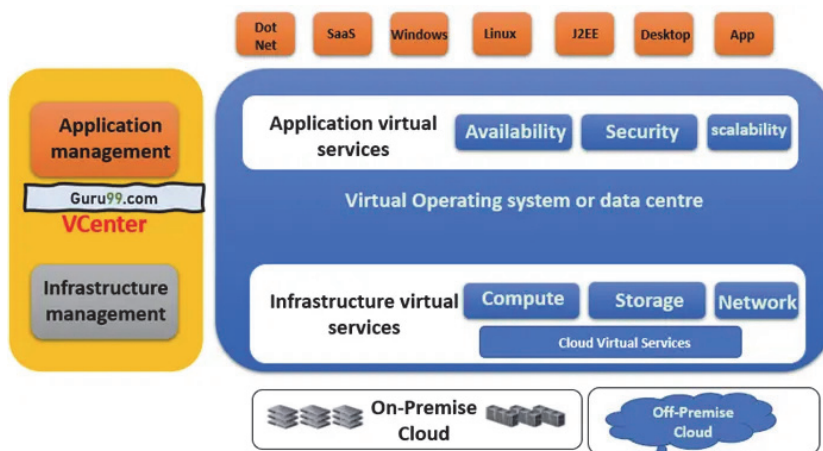 Dot
Net
SaaS
Windows
Linux
J2EE
Desktop
App
Application
management
Guru99.com
VCenter
Infrastructure
management
Application virtual
services
Availability
Security
scalability
Virtual Operating system or data centre
Infrastructure virtual
services
Compute
Storage
Network
Cloud Virtual Services
On-Premise
Cloud
Off-Premise
Cloud